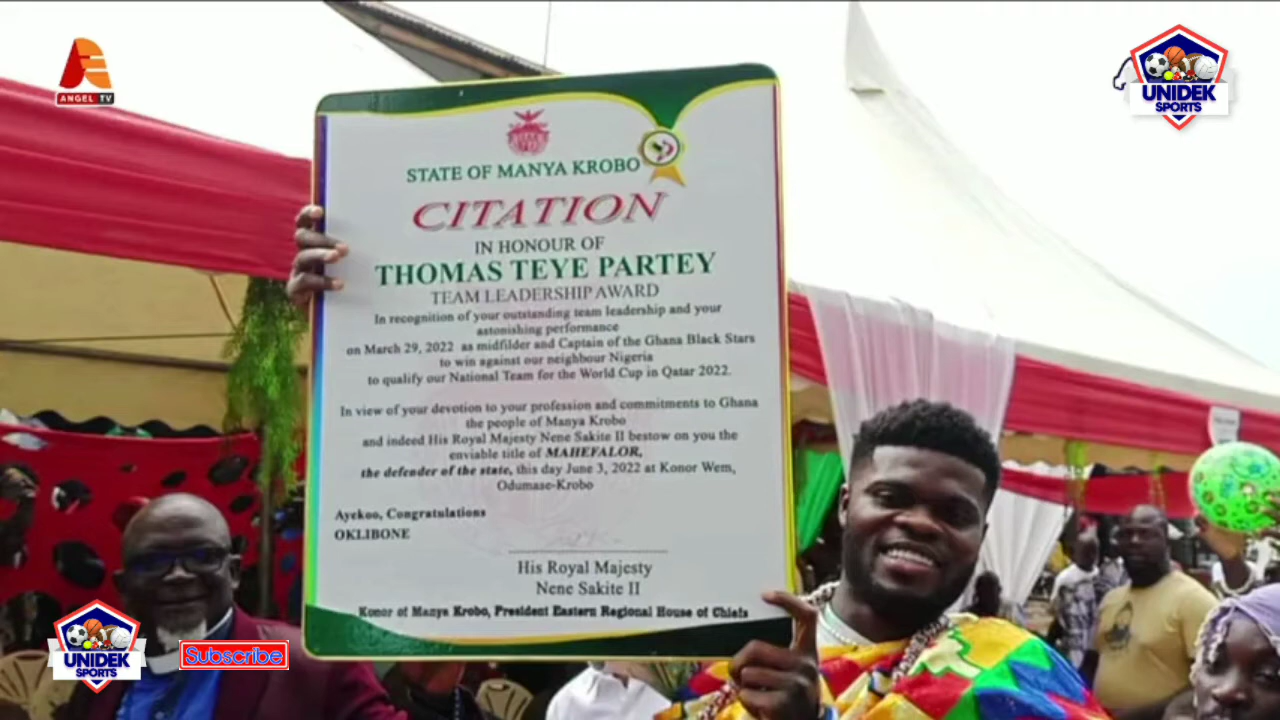 ANGEL TV
UNIDEK
SPORTS
STATE OF MANYA KROBO
CITATION
IN HONOUR OF
THOMAS TEYE PARTEY
TEAM LEADERSHIP AWARD
In recognition of your outstanding team leadership and your
astonishing performance
on March 29, 2022 as midfilder and Captain of the Ghana Black Stars
to win against our neighbour Nigeria
to qualify our National Team for the World Cup in Qatar 2022.
In view of your devotion to your profession and commitments to Ghana
the people of Manya Krobo
and indeed His Royal Majesty Nene Sakite II bestow on you the
enviable title of MAHEFALOR,
the defender of the state, this day June 3, 2022 at Konor Wem,
Odumase-Krobo
Ayekoo, Congratulations
OKLIBONE
His Royal Majesty
Nene Sakite II
Konor of Manya Krobo, President Eastern Regional House of Chiefs
UNIDEK
SPORTS
Subscribe